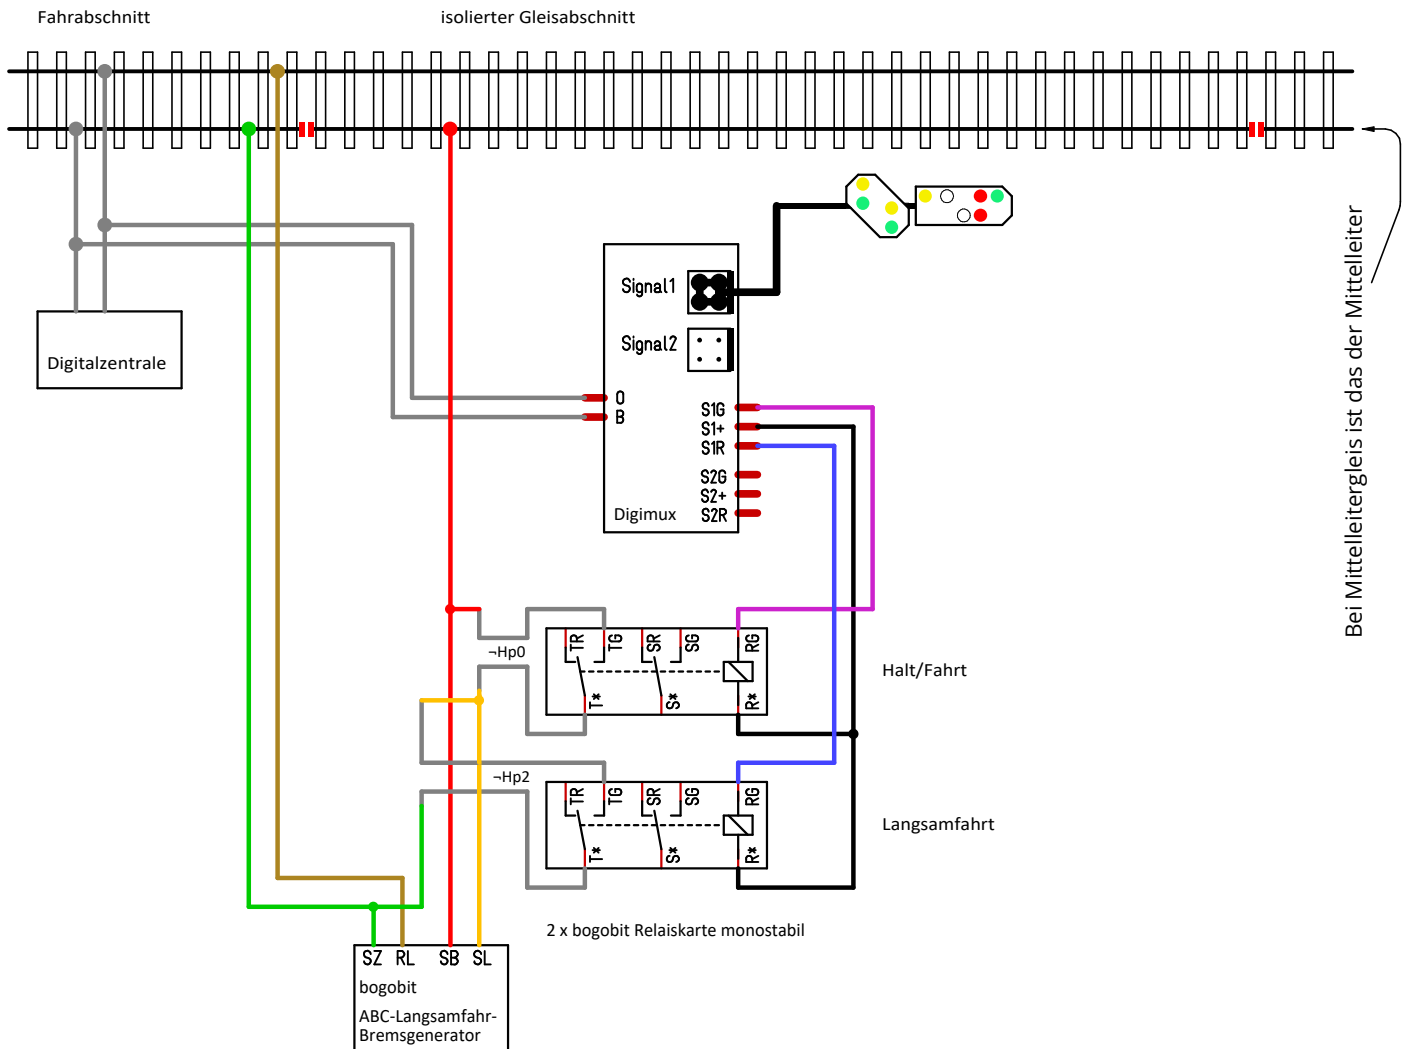 Fahrabschnitt
isolierter Gleisabschnitt
Bei Mittelleitergleis ist das der Mittelleiter
Digitalzentrale
Signal1
Signal2
O
B
S1G
S1+
S1R
S2G
S2+
S2R
Digimux
TR
TG
SR
SG
RG
¬Hp0
T*
S*
R*
Halt/Fahrt
¬Hp2
TR
TG
SR
SG
RG
T*
S*
R*
Langsamfahrt
2 x bogobit Relaiskarte monostabil
SZ RL SB SL
bogobit
ABC-Langsamfahr-
Bremsgenerator